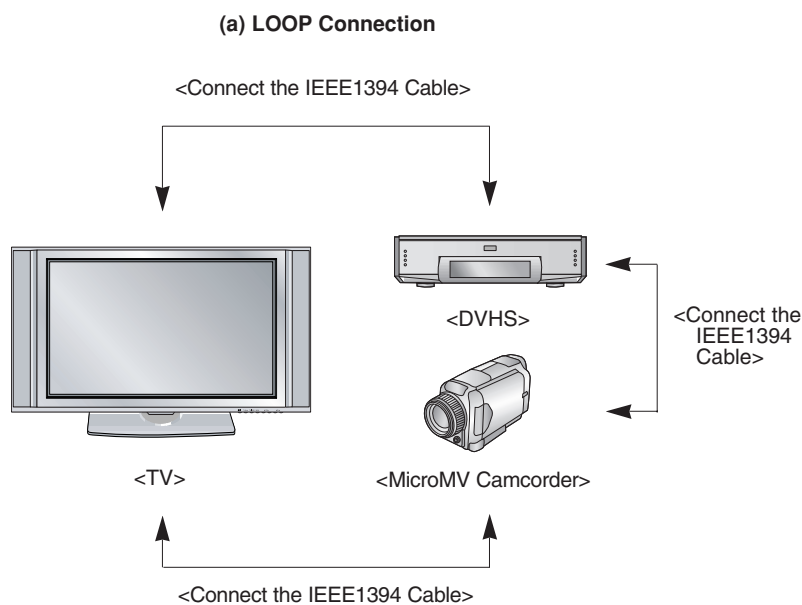 (a) LOOP Connection
<Connect the IEEE1394 Cable>
<DVHS>
<Connect the
IEEE1394
Cable>
<TV>
<MicroMV Camcorder>
<Connect the IEEE1394 Cable>